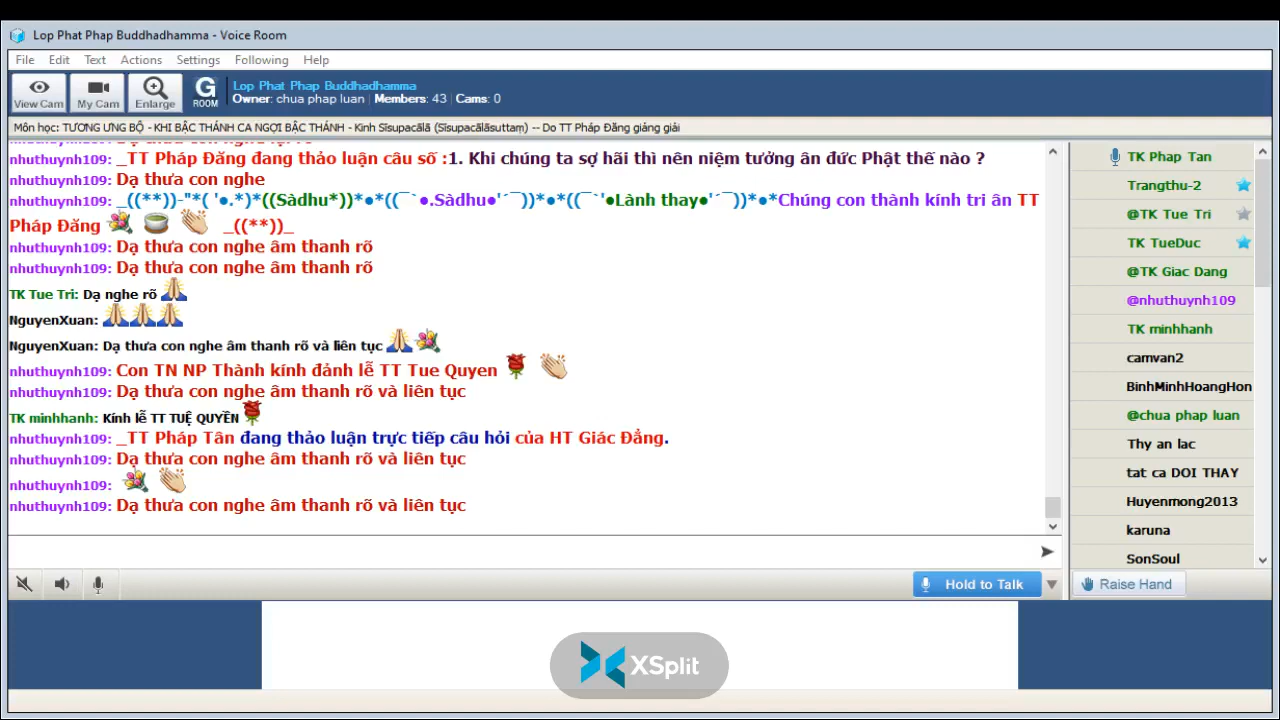 Lop Phat Phap Buddhadhamma - Voice Room
File Edit Text Actions Settings Following Help
View Cam My Cam Enlarge G ROOM
Lop Phat Phap Buddhadhamma
Owner: chua phap luan | Members: 43 | Cams: 0
Môn học: TƯƠNG ƯNG BỘ - KHI BẬC THÁNH CA NGỢI BẬC THÁNH - Kinh Sīsupacālā (Sīsupacālāsuttaṃ) -- Do TT Pháp Đăng giảng giải
nhuthuynh109: _TT Pháp Đăng đang thảo luận câu số :1. Khi chúng ta sợ hãi thì nên niệm tưởng ân đức Phật thế nào ?
nhuthuynh109: Dạ thưa con nghe
nhuthuynh109: _((**))-"*( '●.*)*((Sàdhu*))*●*((¯`●.Sàdhu●'´¯))*●*((¯`'●Lành thay●'´¯))*●*Chúng con thành kính tri ân TT
Pháp Đăng _((**))_
nhuthuynh109: Dạ thưa con nghe âm thanh rõ
nhuthuynh109: Dạ thưa con nghe âm thanh rõ
TK Tue Tri: Dạ nghe rõ
NguyenXuan:
NguyenXuan: Dạ thưa con nghe âm thanh rõ và liên tục
nhuthuynh109: Con TN NP Thành kính đảnh lễ TT Tue Quyen
nhuthuynh109: Dạ thưa con nghe âm thanh rõ và liên tục
TK minhhanh: Kính lễ TT TUỆ QUYỀN
nhuthuynh109: _TT Pháp Tân đang thảo luận trực tiếp câu hỏi của HT Giác Đẳng.
nhuthuynh109: Dạ thưa con nghe âm thanh rõ và liên tục
nhuthuynh109:
nhuthuynh109: Dạ thưa con nghe âm thanh rõ và liên tục
TK Phap Tan
Trangthu-2
@TK Tue Tri
TK TueDuc
@TK Giac Dang
@nhuthuynh109
TK minhhanh
camvan2
BinhMinhHoangHon
@chua phap luan
Thy an lac
tat ca DOI THAY
Huyenmong2013
karuna
SonSoul
Hold to Talk
Raise Hand
XSplit